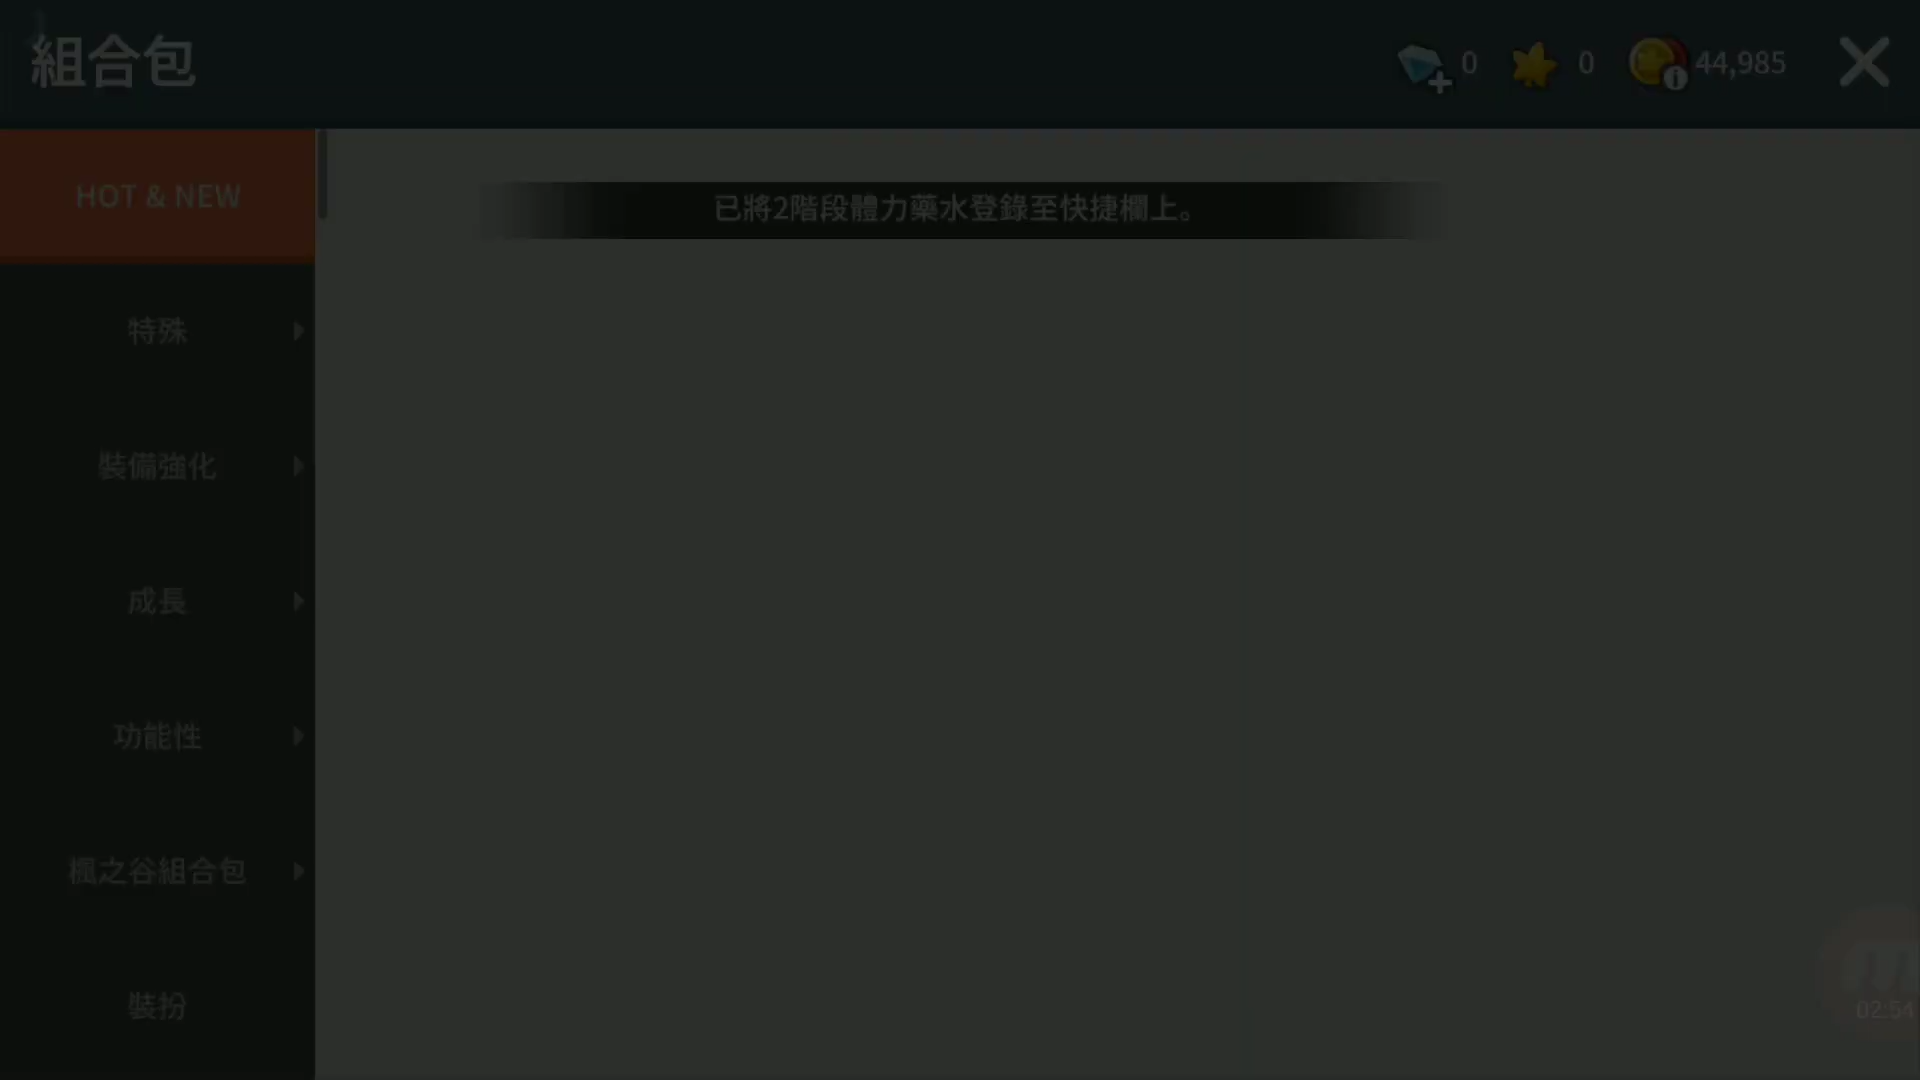 組合包
0
0
44,985
HOT & NEW
已將2階段體力藥水登錄至快捷欄上。
特殊
裝備強化
成長
功能性
楓之谷組合包
裝扮
02:54